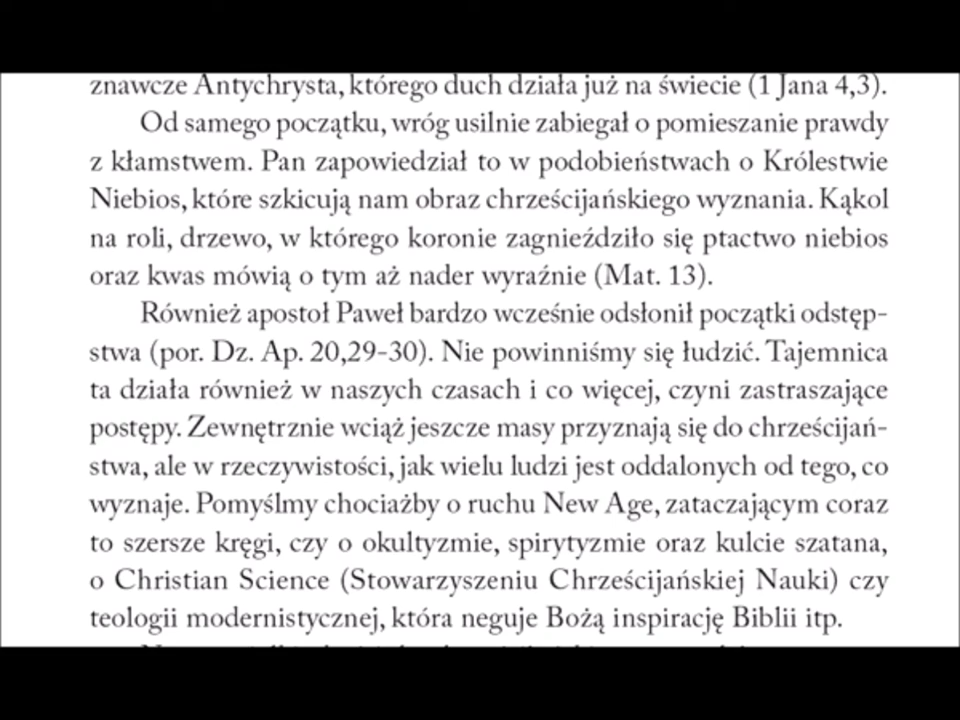 znawcze Antychrysta, którego duch działa już na świecie (1 Jana 4,3).
Od samego początku, wróg usilnie zabiegał o pomieszanie prawdy
z kłamstwem. Pan zapowiedział to w podobieństwach o Królestwie
Niebios, które szkicują nam obraz chrześcijańskiego wyznania. Kąkol
na roli, drzewo, w którego koronie zagnieździło się ptactwo niebios
oraz kwas mówią o tym aż nader wyraźnie (Mat. 13).
Również apostoł Paweł bardzo wcześnie odsłonił początki odstęp-
stwa (por. Dz. Ap. 20,29-30). Nie powinniśmy się łudzić. Tajemnica
ta działa również w naszych czasach i co więcej, czyni zastraszające
postępy. Zewnętrznie wciąż jeszcze masy przyznają się do chrześcijań-
stwa, ale w rzeczywistości, jak wielu ludzi jest oddalonych od tego, co
wyznaje. Pomyślmy chociażby o ruchu New Age, zataczającym coraz
to szersze kręgi, czy o okultyzmie, spirytyzmie oraz kulcie szatana,
o Christian Science (Stowarzyszeniu Chrześcijańskiej Nauki) czy
teologii modernistycznej, która neguje Bożą inspirację Biblii itp.